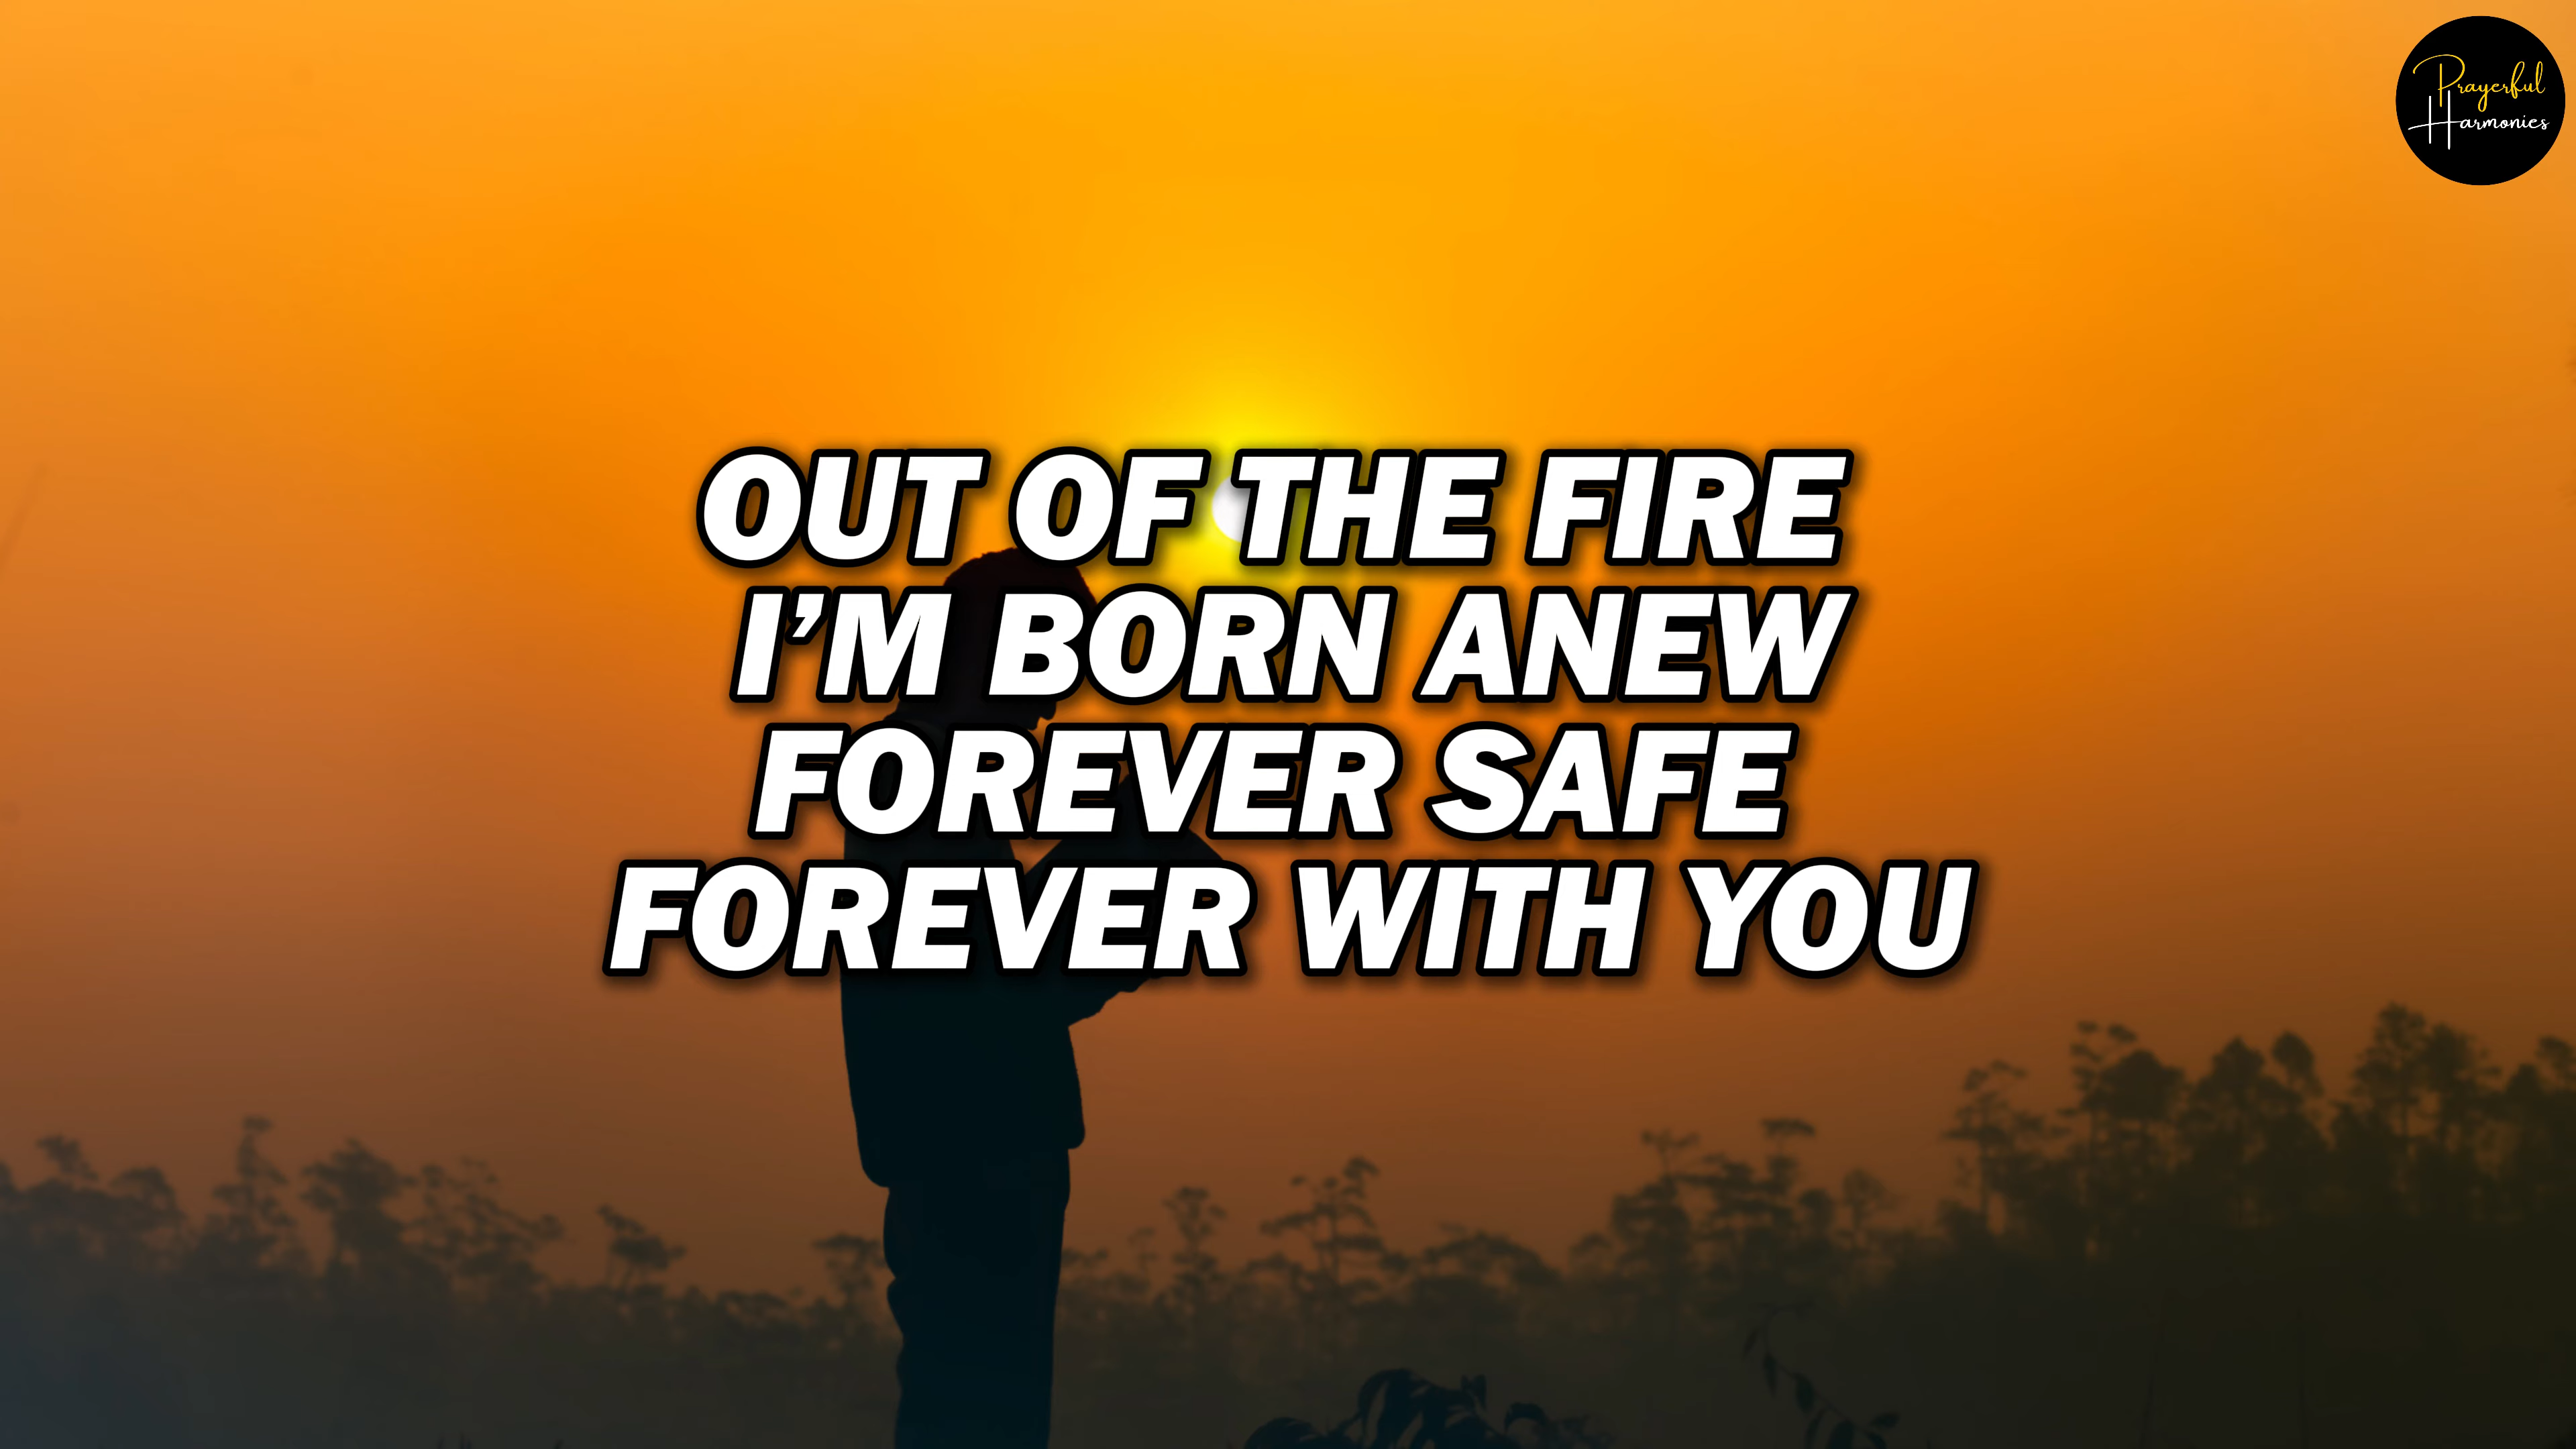 Prayerful
Harmonies
OUT OF THE FIRE
I’M BORN ANEW
FOREVER SAFE
FOREVER WITH YOU